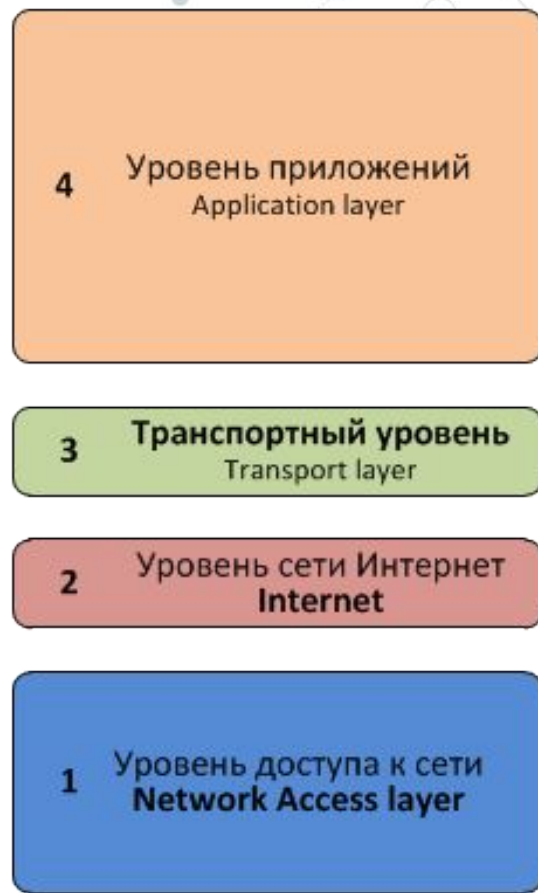 4
Уровень приложений
Application layer
3
Транспортный уровень
Transport layer
2
Уровень сети Интернет
Internet
1
Уровень доступа к сети
Network Access layer